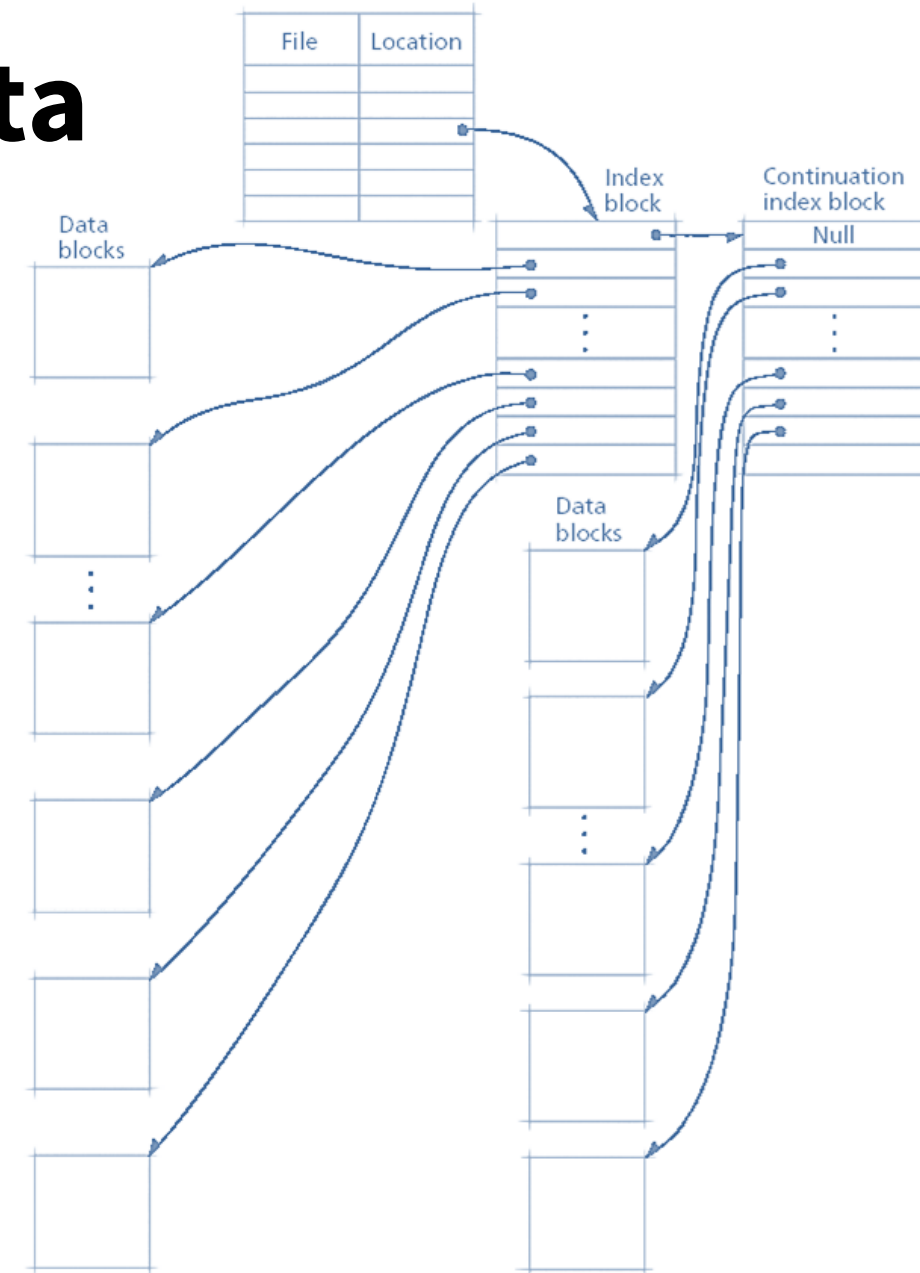 ta
File
Location
Index
block
Continuation
index block
Null
Data
blocks
Data
blocks